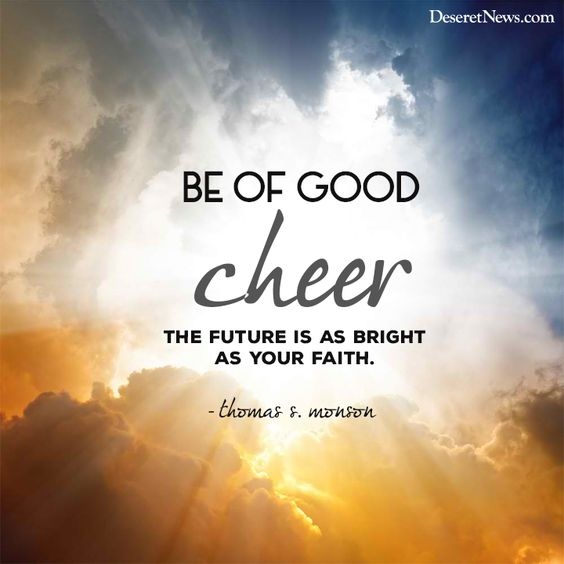 DeseretNews.com
BE OF GOOD
cheer
THE FUTURE IS AS BRIGHT
AS YOUR FAITH.
- thomas s. monson